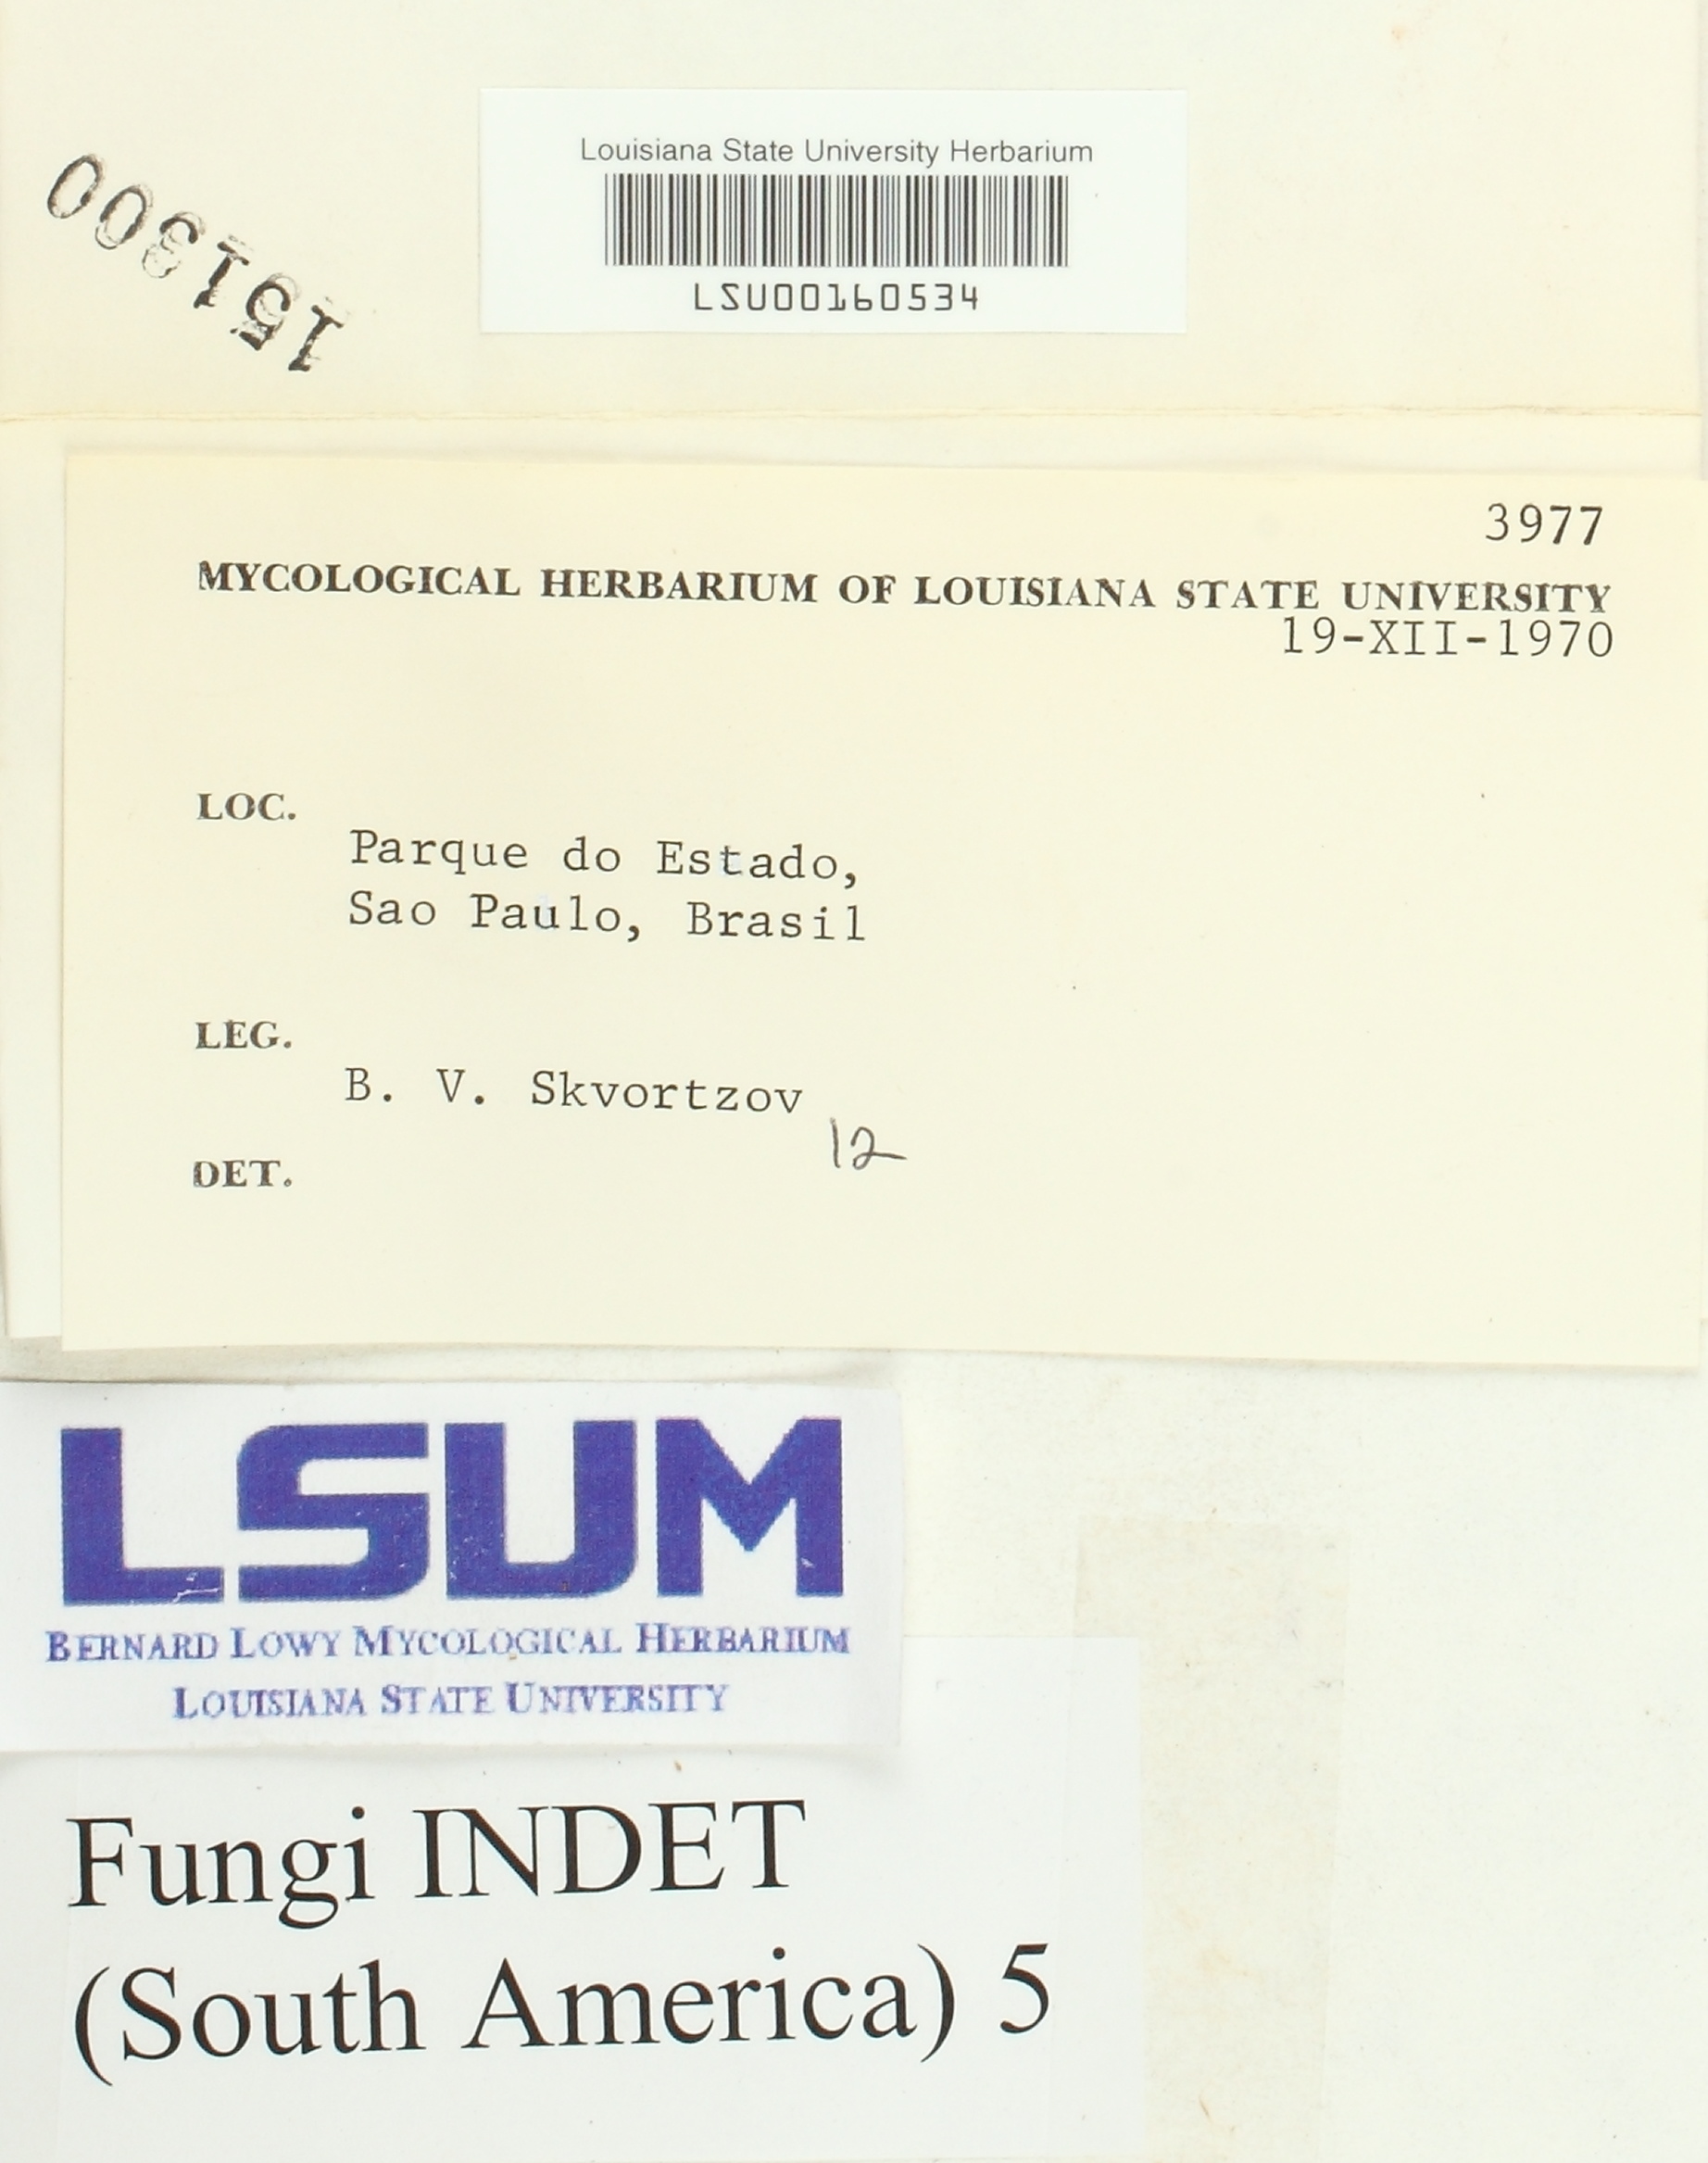 Louisiana State University Herbarium
LSU00160534
151300
3977
MYCOLOGICAL HERBARIUM OF LOUISIANA STATE UNIVERSITY
19-XII-1970
LOC.
Parque do Estado,
Sao Paulo, Brasil
LEG.
B. V. Skvortzov
12
DET.
LSUM
BERNARD LOWY MYCOLOGICAL HERBARIUM
LOUISIANA STATE UNIVERSITY
Fungi INDET
(South America) 5